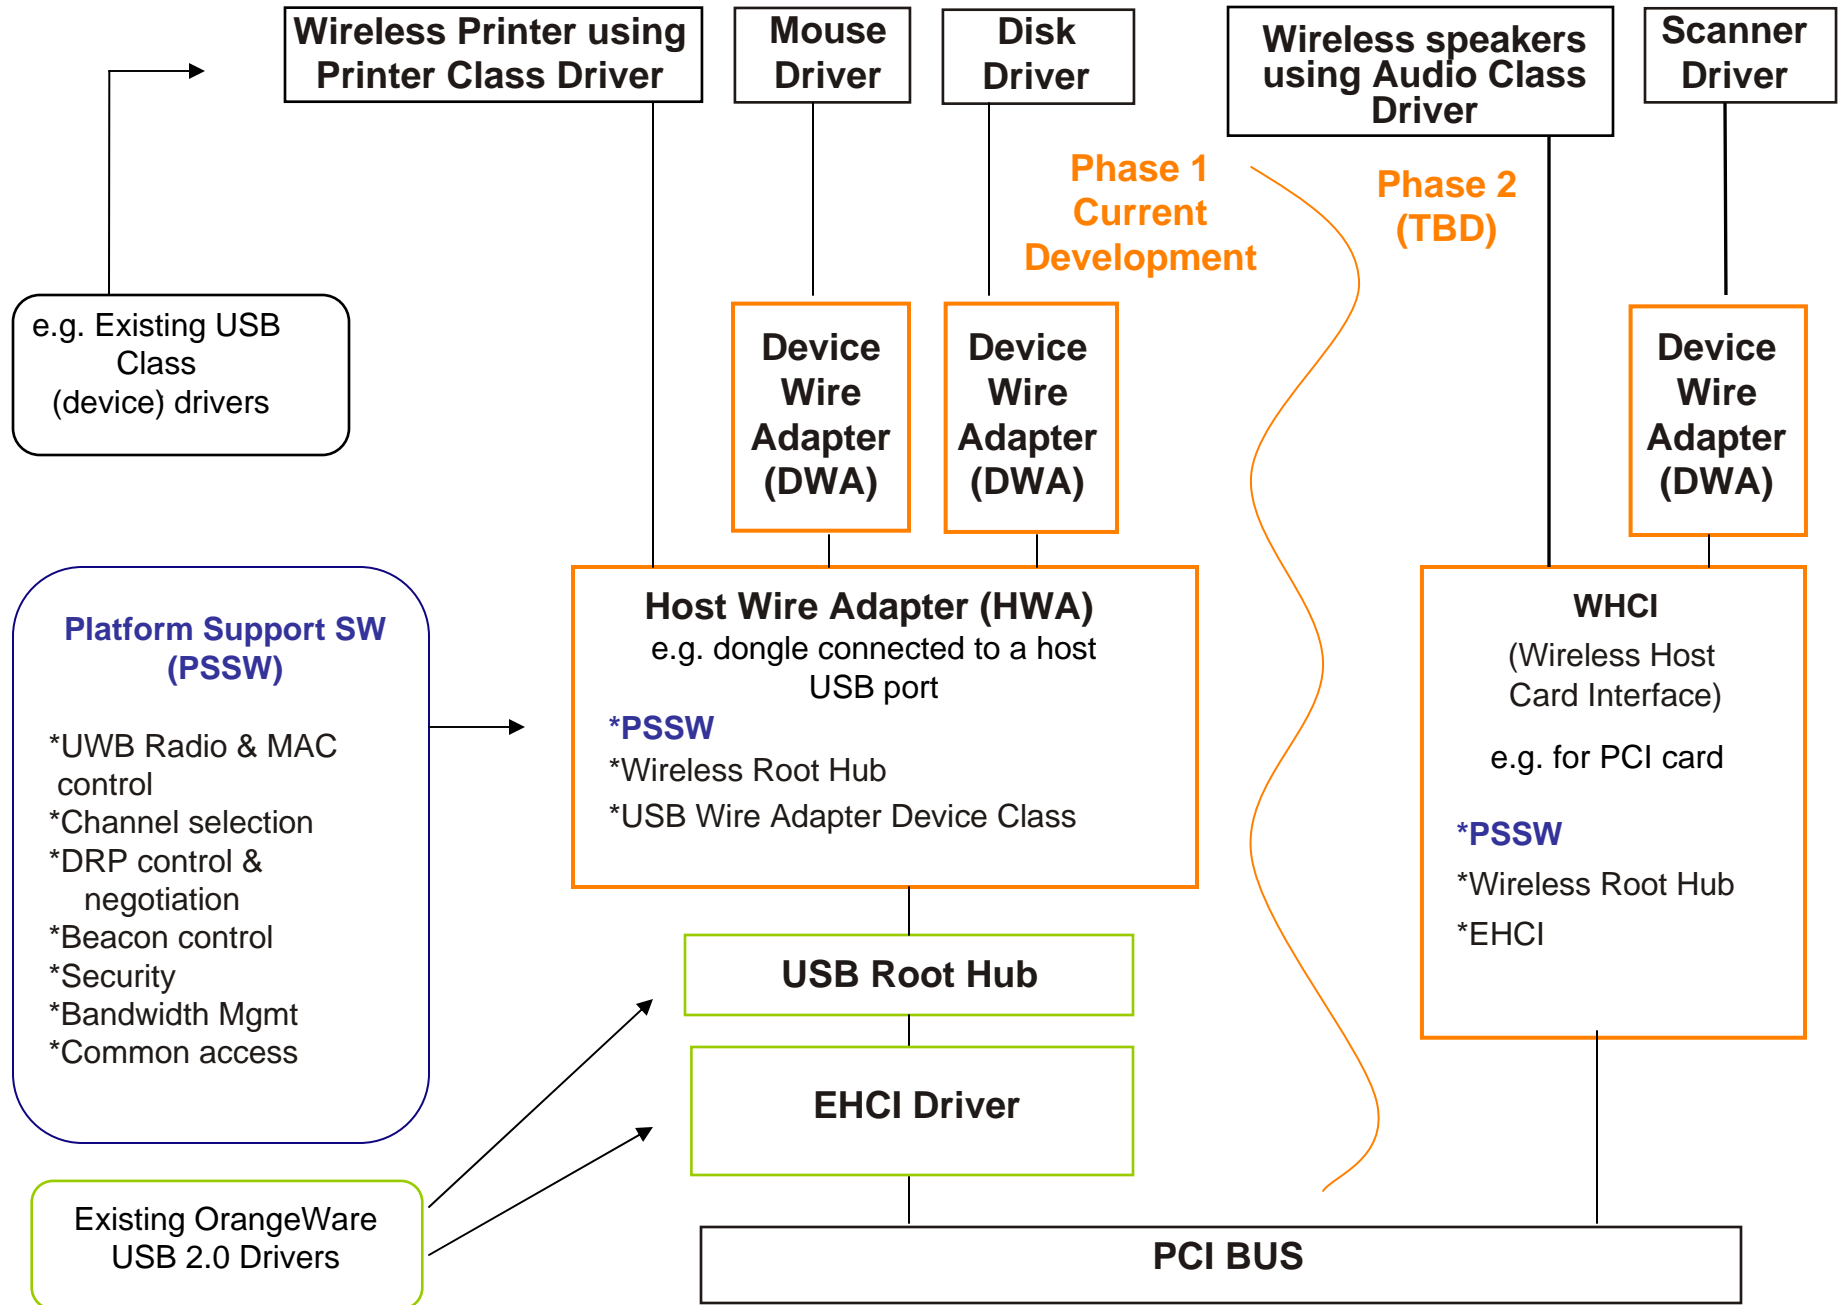 Wireless Printer using
Printer Class Driver
Mouse
Driver
Disk
Driver
Wireless speakers
using Audio Class
Driver
Scanner
Driver
Phase 1
Current
Development
Phase 2
(TBD)
e.g. Existing USB
Class
(device) drivers
Device
Wire
Adapter
(DWA)
Device
Wire
Adapter
(DWA)
Device
Wire
Adapter
(DWA)
Platform Support SW
(PSSW)
*UWB Radio & MAC
control
*Channel selection
*DRP control &
negotiation
*Beacon control
*Security
*Bandwidth Mgmt
*Common access
Host Wire Adapter (HWA)
e.g. dongle connected to a host
USB port
*PSSW
*Wireless Root Hub
*USB Wire Adapter Device Class
WHCI
(Wireless Host
Card Interface)
e.g. for PCI card
*PSSW
*Wireless Root Hub
*EHCI
USB Root Hub
EHCI Driver
Existing OrangeWare
USB 2.0 Drivers
PCI BUS